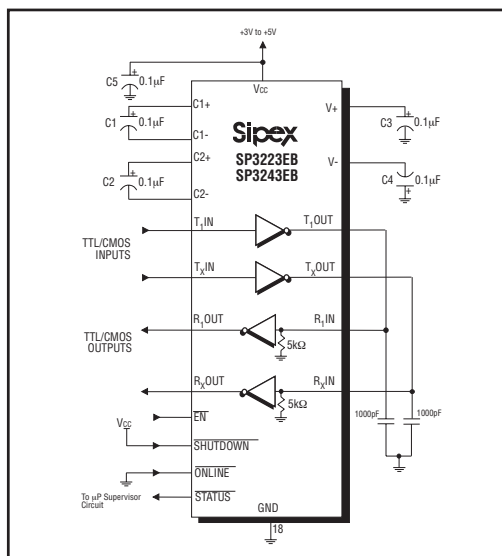 +3V to +5V
C5
+
0.1µF
VCC
C1
+
0.1µF
C1+
C1-
C2
+
0.1µF
C2+
C2-
Sipex
SP3223EB
SP3243EB
V+
C3
+
0.1µF
V-
C4
0.1µF
+
TTL/CMOS
INPUTS
T1IN
T1OUT
TXIN
TXOUT
TTL/CMOS
OUTPUTS
R1OUT
R1IN
5kΩ
RXOUT
RXIN
5kΩ
1000pF
1000pF
EN
VCC
SHUTDOWN
ONLINE
To µP Supervisor
Circuit
STATUS
GND
18